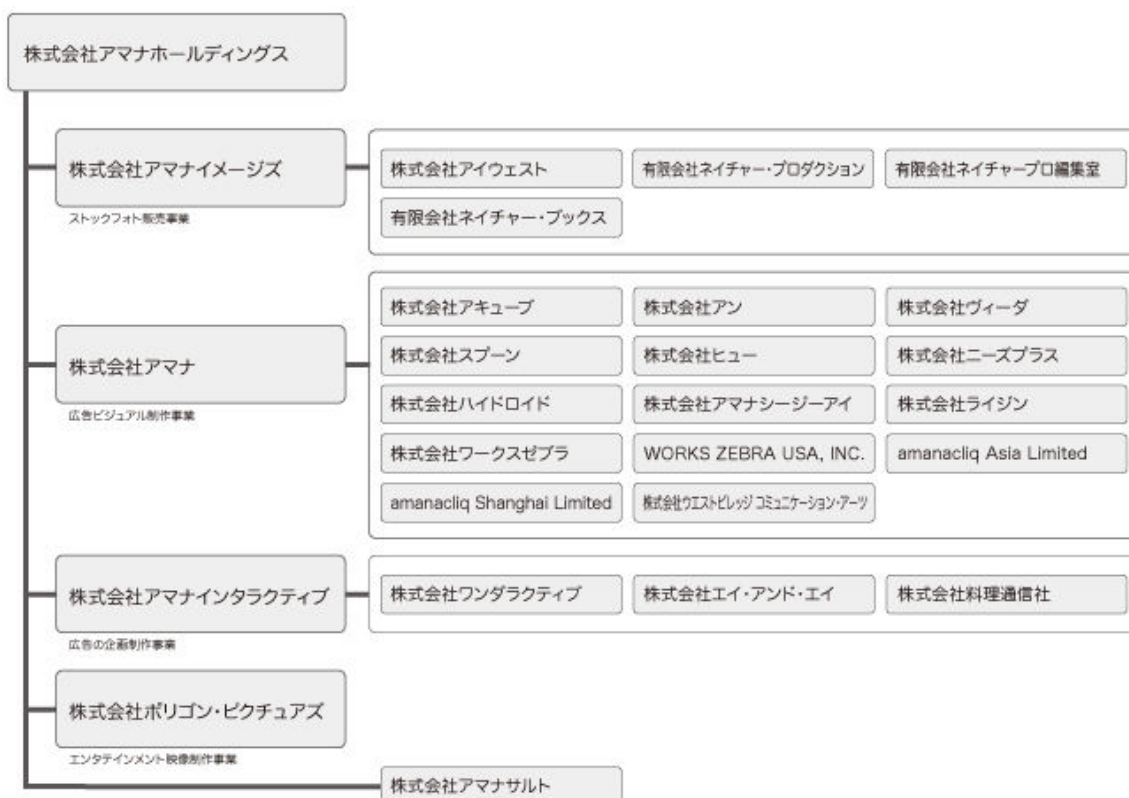 株式会社アマナホールディングス
株式会社アマナイメージズ
ストックフォト販売事業
株式会社アイウェスト
有限会社ネイチャー・プロダクション
有限会社ネイチャープロ編集室
有限会社ネイチャー・ブックス
株式会社アマナ
広告ビジュアル制作事業
株式会社アキューブ
株式会社アン
株式会社ヴィーダ
株式会社スプーン
株式会社ヒュー
株式会社ニーズプラス
株式会社ハイドロイド
株式会社アマナシージーアイ
株式会社ライジン
株式会社ワークスゼブラ
WORKS ZEBRA USA, INC.
amanacliq Asia Limited
amanacliq Shanghai Limited
株式会社ウエストビレッジ コミュニケーション・アーツ
株式会社アマナインタラクティブ
広告の企画制作事業
株式会社ワンダラクティブ
株式会社エイ・アンド・エイ
株式会社料理通信社
株式会社ポリゴン・ピクチュアズ
エンタテインメント映像制作事業
株式会社アマナサルト